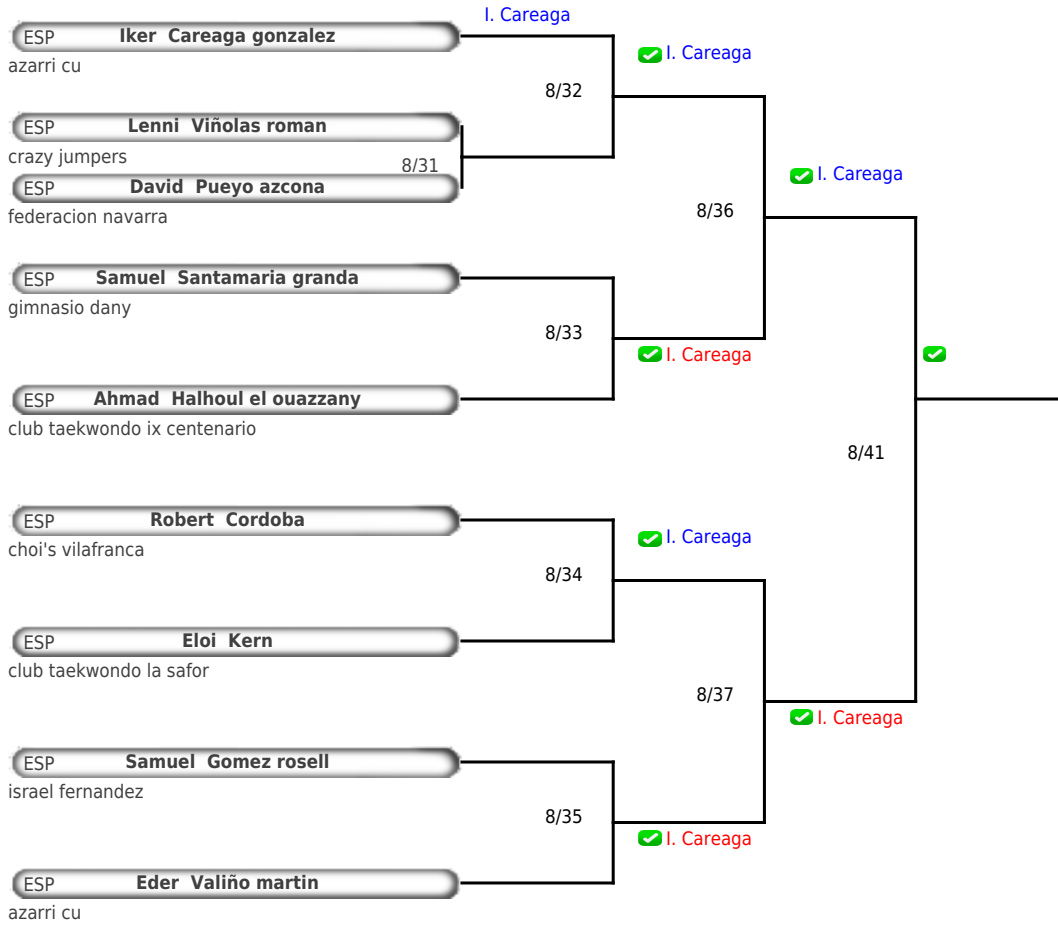 I. Careaga
ESP Iker Careaga gonzalez
azarri cu
I. Careaga
8/32
ESP Lenni Viñolas roman
crazy jumpers
8/31
ESP David Pueyo azcona
federacion navarra
I. Careaga
8/36
ESP Samuel Santamaria granda
gimnasio dany
8/33
I. Careaga
ESP Ahmad Halhoul el ouazzany
club taekwondo ix centenario
8/41
ESP Robert Cordoba
choi's vilafranca
I. Careaga
8/34
ESP Eloi Kern
club taekwondo la safor
8/37
I. Careaga
ESP Samuel Gomez rosell
israel fernandez
8/35
I. Careaga
ESP Eder Valiño martin
azarri cu